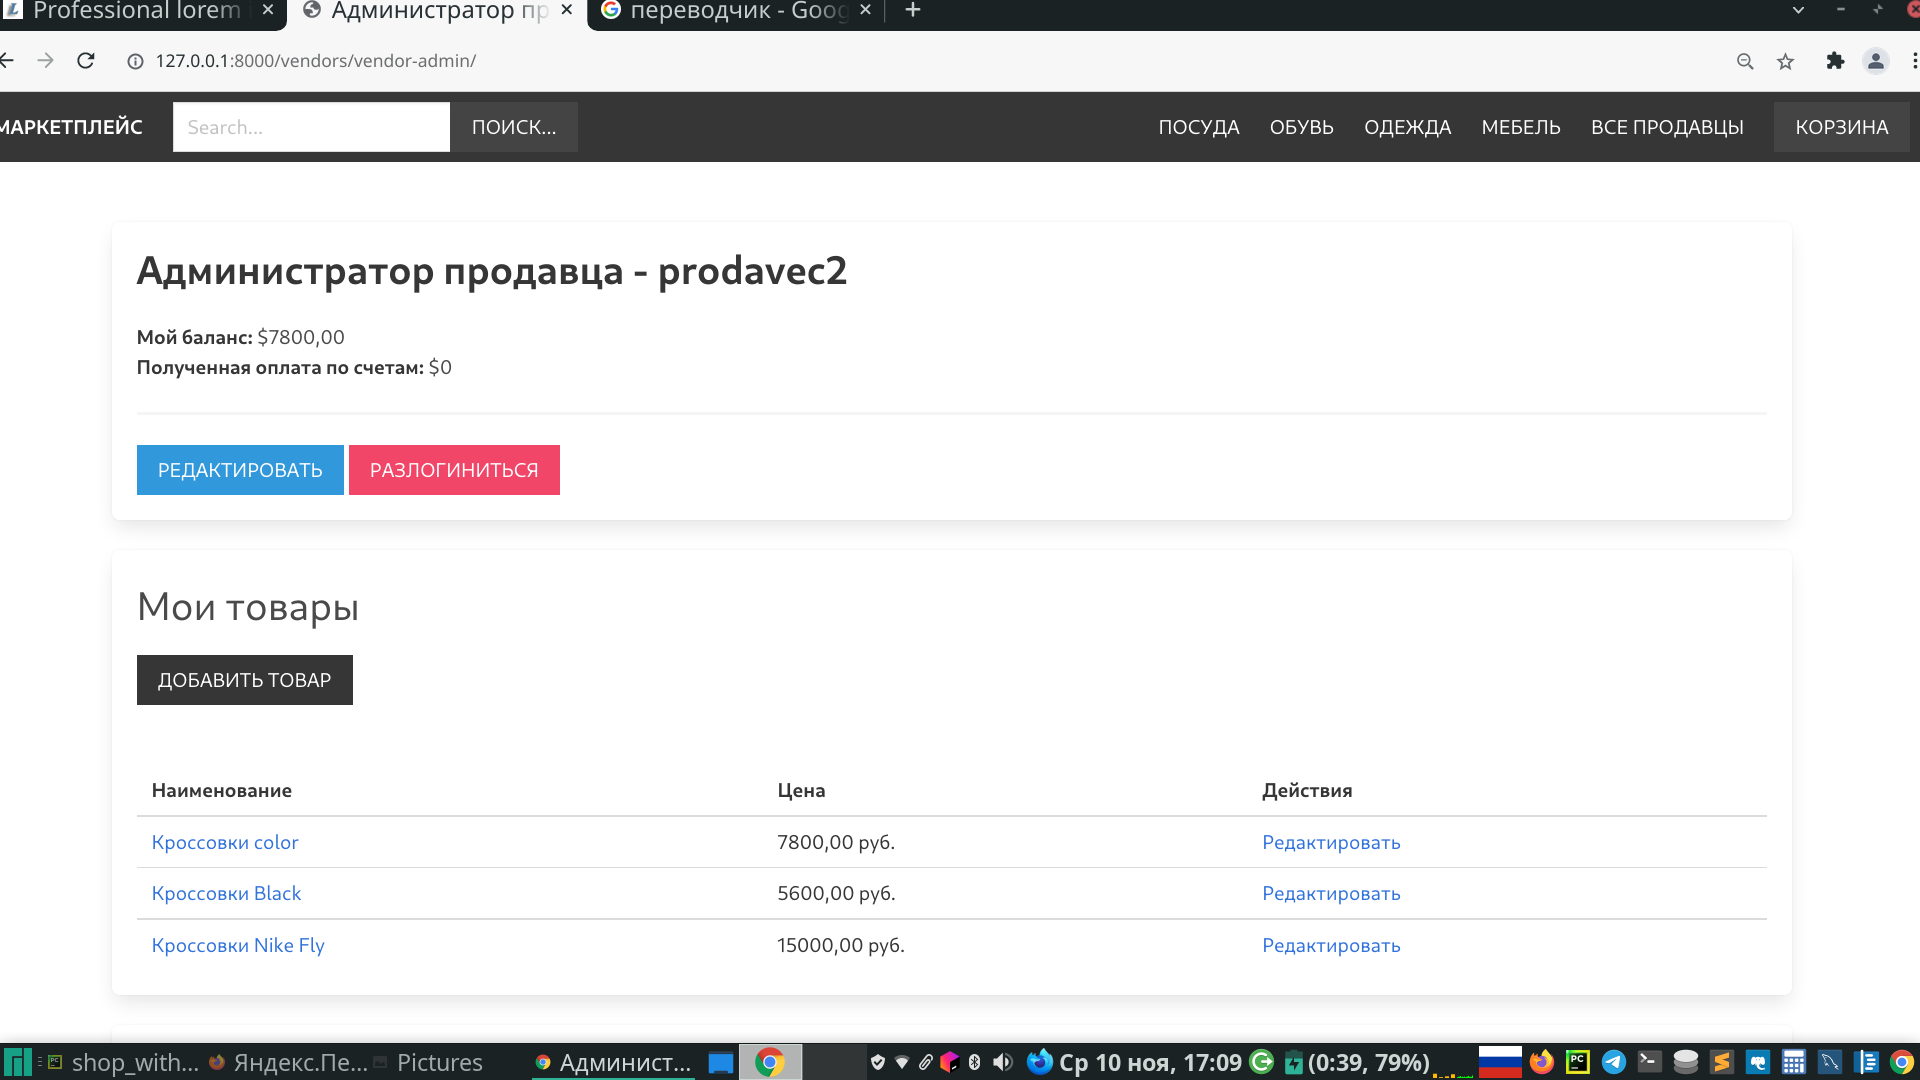 Professional lorem
Администратор пр
переводчик - Goog
127.0.0.1:8000/vendors/vendor-admin/
МАРКЕТПЛЕЙС
Search...
ПОИСК...
ПОСУДА
ОБУВЬ
ОДЕЖДА
МЕБЕЛЬ
ВСЕ ПРОДАВЦЫ
КОРЗИНА
Администратор продавца - prodavec2
Мой баланс: $7800,00
Полученная оплата по счетам: $0
РЕДАКТИРОВАТЬ РАЗЛОГИНИТЬСЯ
Мои товары
ДОБАВИТЬ ТОВАР
Наименование Цена Действия
Кроссовки color 7800,00 руб. Редактировать
Кроссовки Black 5600,00 руб. Редактировать
Кроссовки Nike Fly 15000,00 руб. Редактировать
shop_with... Яндекс.Пе... Pictures Админист... Ср 10 ноя, 17:09 (0:39, 79%)